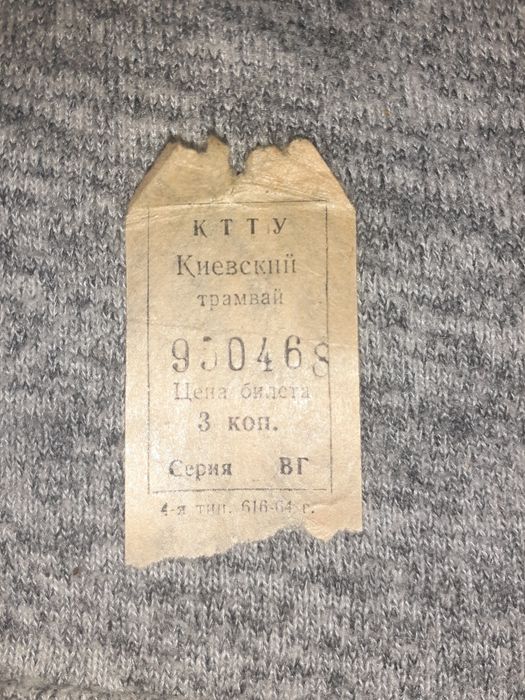 КТТУ
Киевский
трамвай
950468
Цена билета
3 коп.
Серия ВГ
4-я тип. 616-64 г.